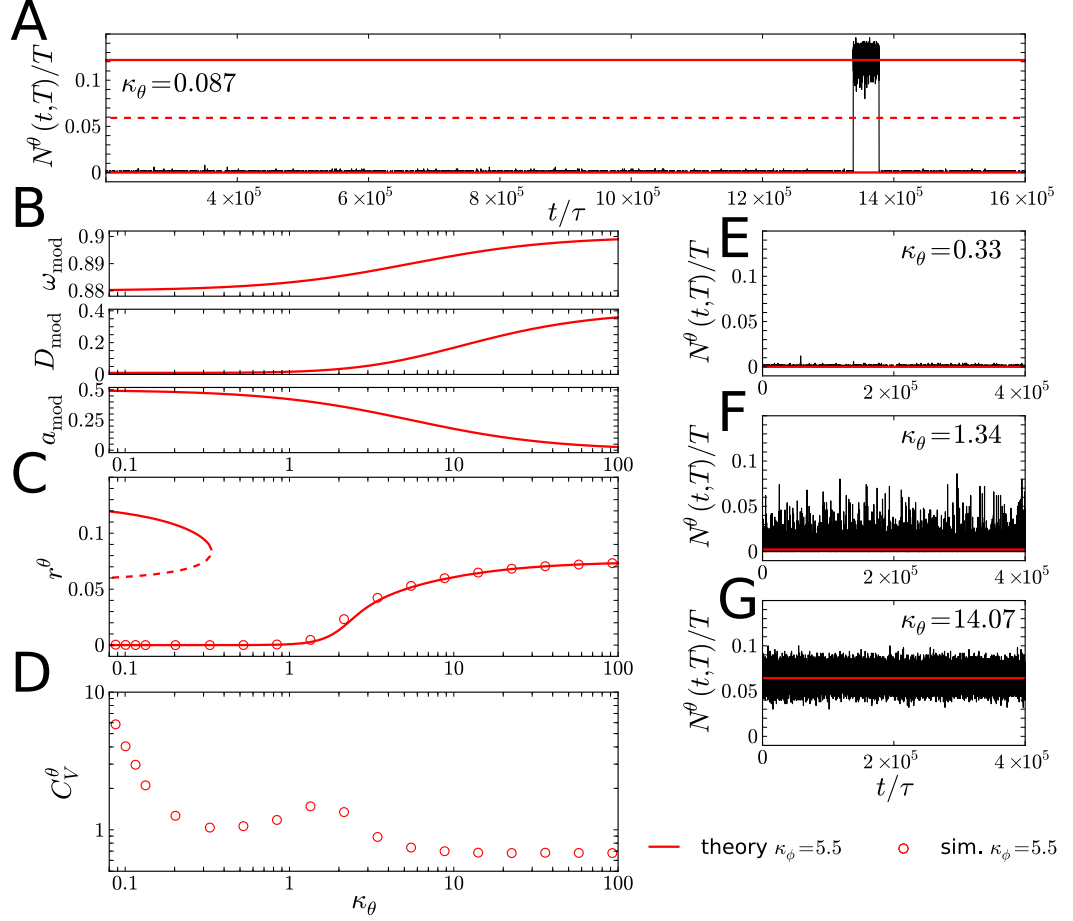 A
N^θ(t,T)/T
0.1
0.05
0
κ_θ=0.087
4×10^5
6×10^5
8×10^5
10×10^5
12×10^5
14×10^5
16×10^5
t/τ
B
ω_mod
0.9
0.89
0.88
D_mod
0.4
0.2
0
a_mod
0.5
0.25
0
0.1
1
10
100
C
r^θ
0.1
0.05
0
0.1
1
10
100
D
C_V^θ
10
1
0.1
1
10
100
κ_θ
E
N^θ(t,T)/T
0.1
0.05
0
κ_θ=0.33
0
2×10^5
4×10^5
F
N^θ(t,T)/T
0.1
0.05
0
κ_θ=1.34
0
2×10^5
4×10^5
G
N^θ(t,T)/T
0.1
0.05
0
κ_θ=14.07
0
2×10^5
4×10^5
t/τ
theory κ_ϕ=5.5
sim. κ_ϕ=5.5